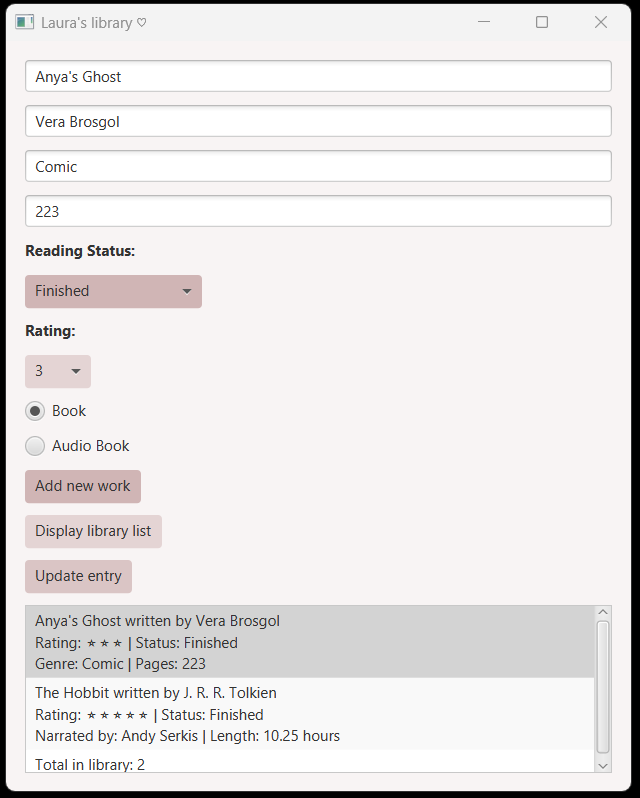 Laura's library ♡
Anya's Ghost
Vera Brosgol
Comic
223
Reading Status:
Finished
Rating:
3
Book
Audio Book
Add new work
Display library list
Update entry
Anya's Ghost written by Vera Brosgol
Rating: ★ ★ ★ | Status: Finished
Genre: Comic | Pages: 223
The Hobbit written by J. R. R. Tolkien
Rating: ★ ★ ★ ★ ★ | Status: Finished
Narrated by: Andy Serkis | Length: 10.25 hours
Total in library: 2